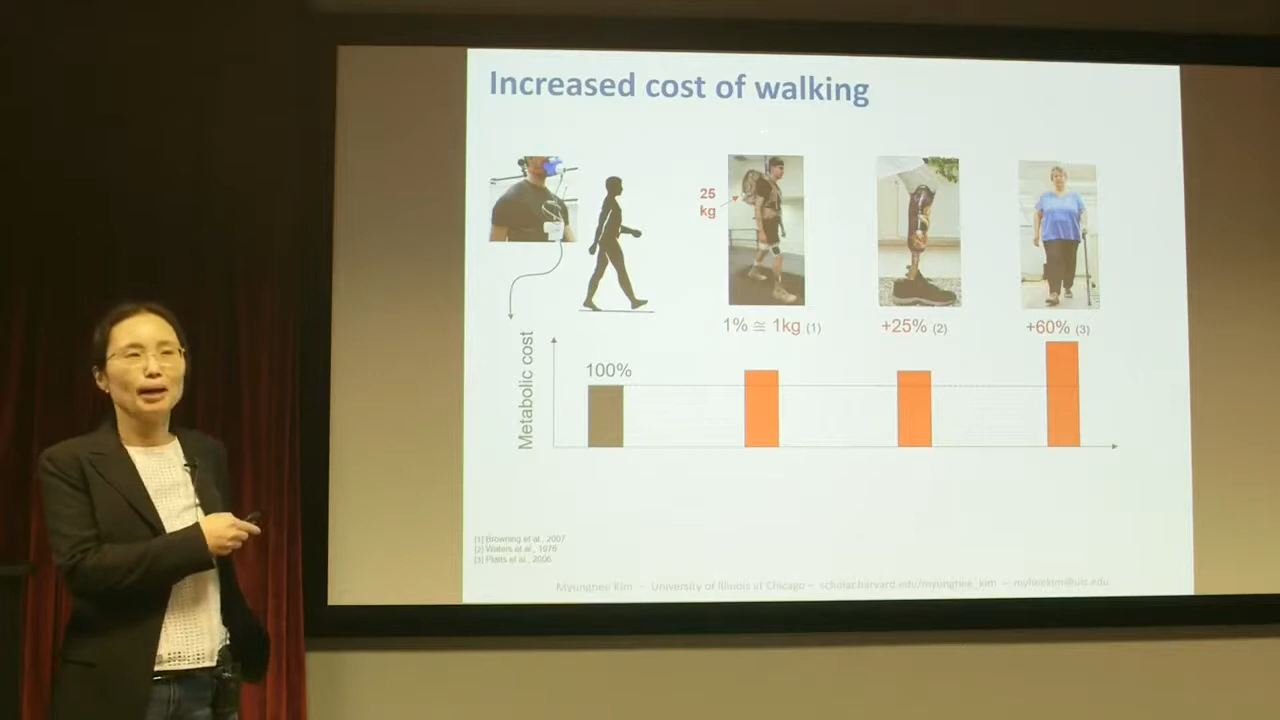 Increased cost of walking
25
kg
1% ≅ 1kg (1)
+25% (2)
+60% (3)
Metabolic cost
100%
[1] Browning et al., 2007
[2] Waters et al., 1976
[3] Platts et al., 2006
Myunghee Kim – University of Illinois at Chicago – scholar.harvard.edu/myunghee_kim – myheekim@uic.edu